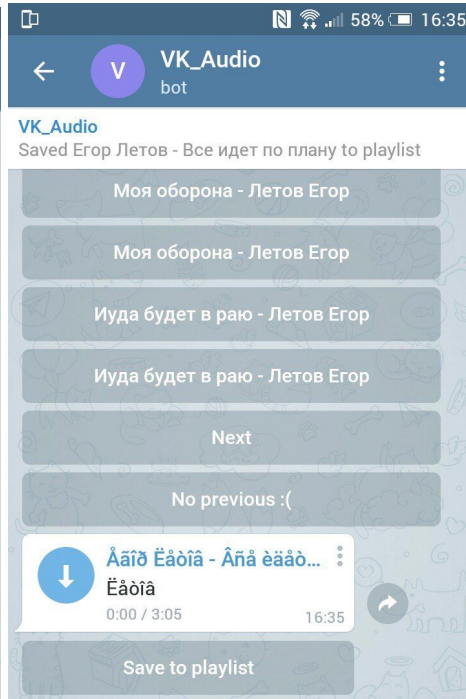 58% 16:35
V
VK_Audio
bot
VK_Audio
Saved Егор Летов - Все идет по плану to playlist
Моя оборона - Летов Егор
Моя оборона - Летов Егор
Иуда будет в раю - Летов Егор
Иуда будет в раю - Летов Егор
Next
No previous :(
Åãîð Ëåòîâ - Âñå èäåò...
Ëåòîâ
0:00 / 3:05
16:35
Save to playlist